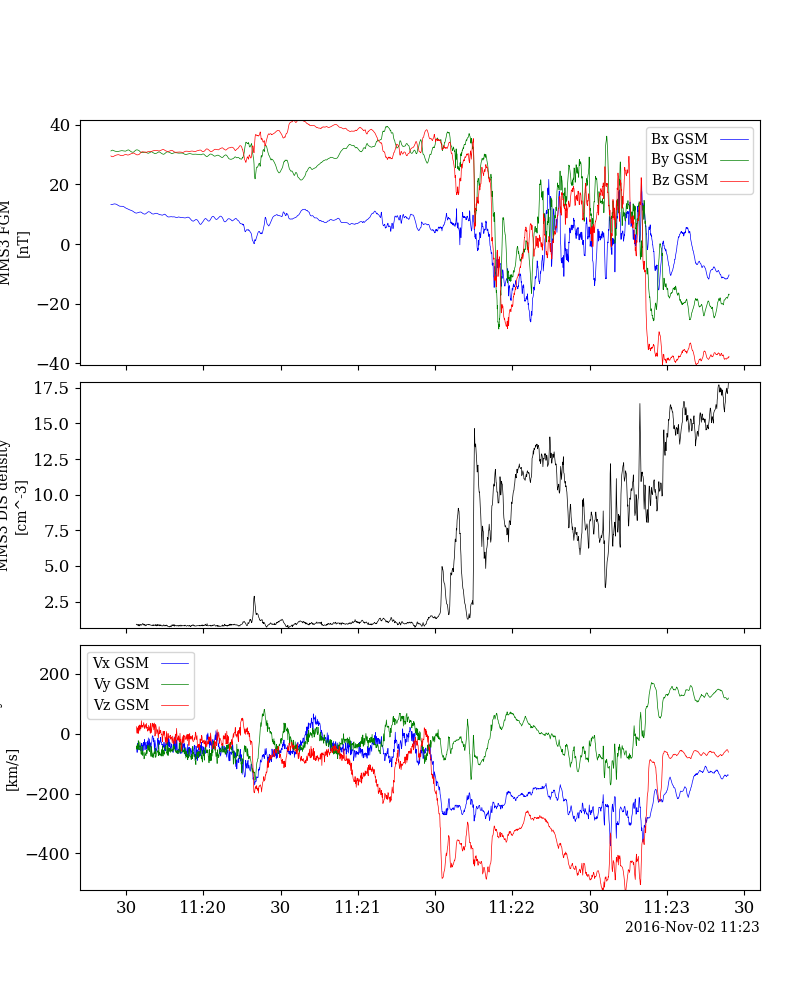 40
20
0
−20
−40
MMS3 FGM
[nT]
Bx GSM
By GSM
Bz GSM
17.5
15.0
12.5
10.0
7.5
5.0
2.5
MMS3 DIS density
[cm^-3]
200
0
−200
−400
[km/s]
Vx GSM
Vy GSM
Vz GSM
30 11:20 30 11:21 30 11:22 30 11:23 30
2016-Nov-02 11:23